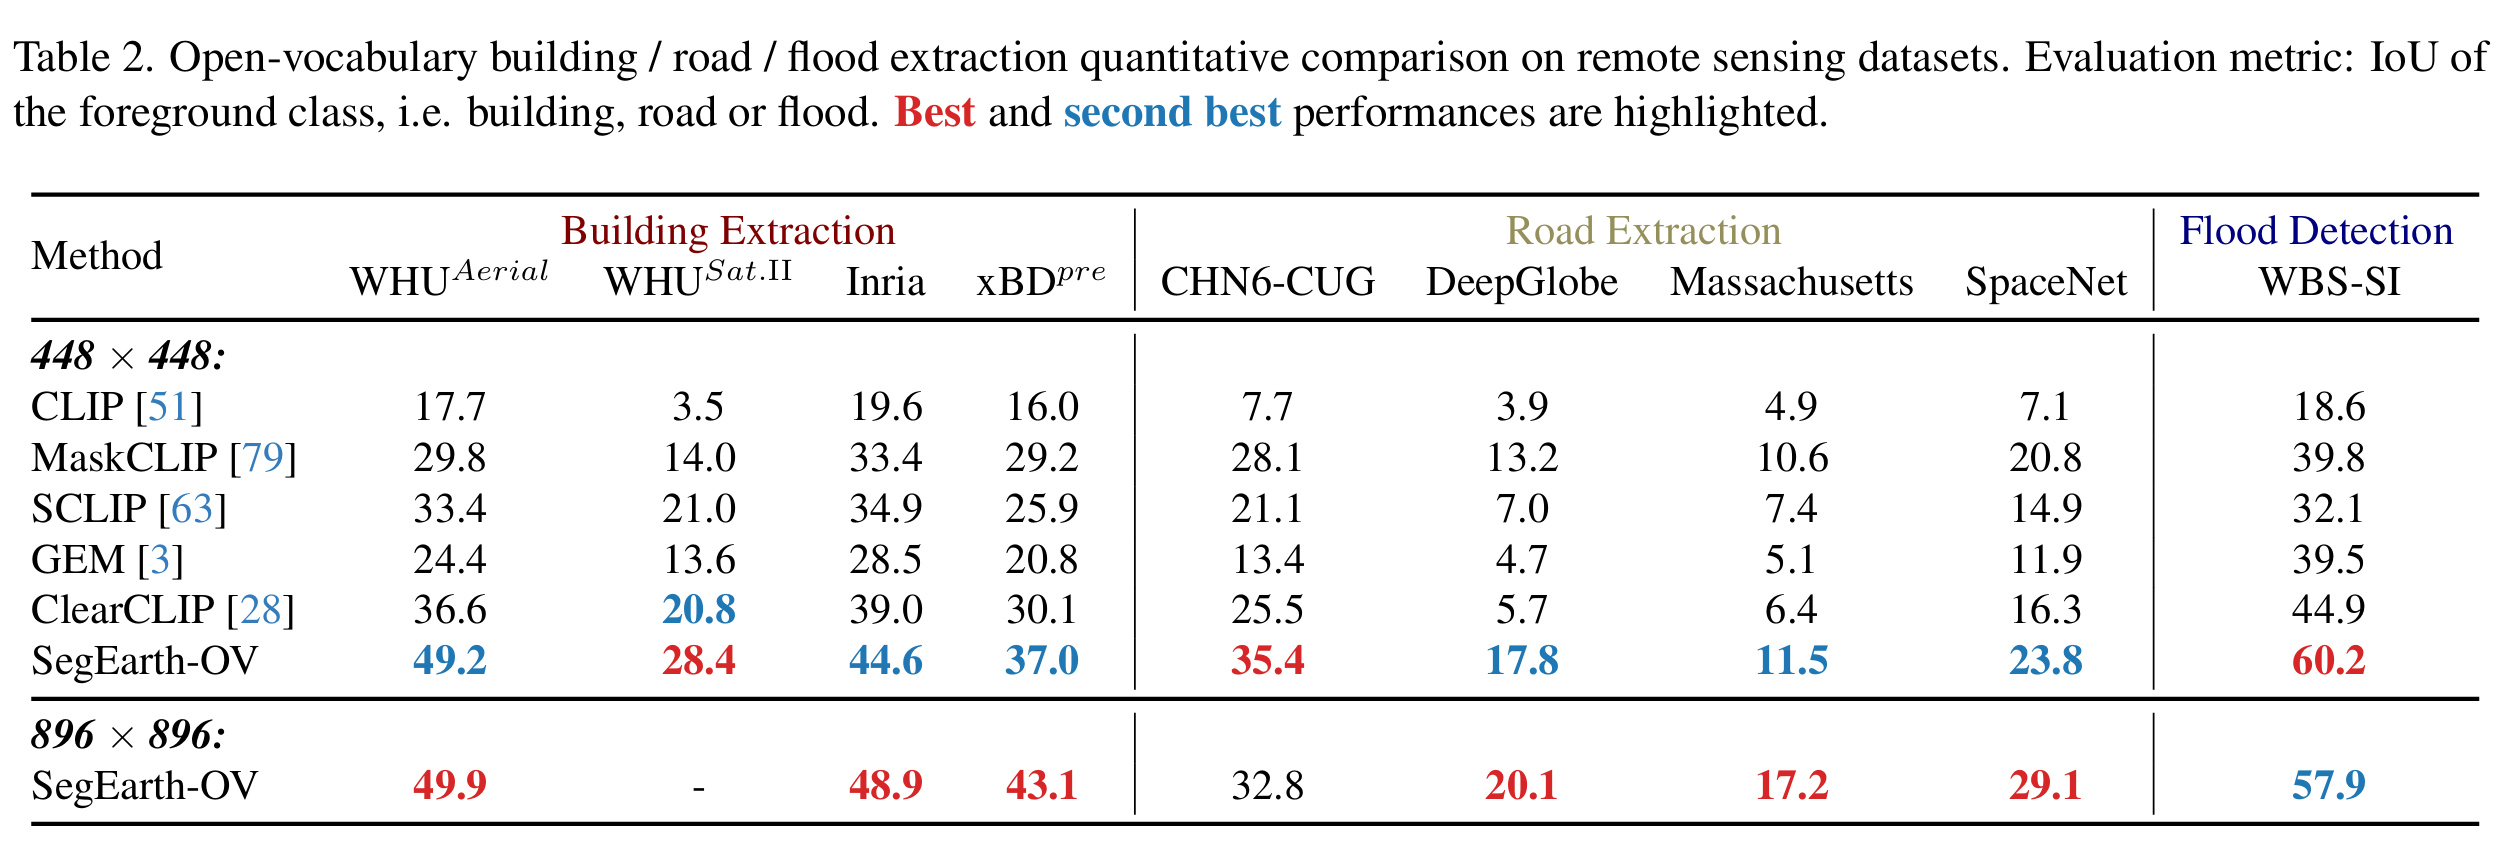 Table 2. Open-vocabulary building / road / flood extraction quantitative comparison on remote sensing datasets. Evaluation metric: IoU of
the foreground class, i.e. building, road or flood. Best and second best performances are highlighted.
Method Building Extraction Road Extraction Flood Detection
WHU^Aerial WHU^Sat.II Inria xBD^pre CHN6-CUG DeepGlobe Massachusetts SpaceNet WBS-SI
448 × 448:
CLIP [51] 17.7 3.5 19.6 16.0 7.7 3.9 4.9 7.1 18.6
MaskCLIP [79] 29.8 14.0 33.4 29.2 28.1 13.2 10.6 20.8 39.8
SCLIP [63] 33.4 21.0 34.9 25.9 21.1 7.0 7.4 14.9 32.1
GEM [3] 24.4 13.6 28.5 20.8 13.4 4.7 5.1 11.9 39.5
ClearCLIP [28] 36.6 20.8 39.0 30.1 25.5 5.7 6.4 16.3 44.9
SegEarth-OV 49.2 28.4 44.6 37.0 35.4 17.8 11.5 23.8 60.2
896 × 896:
SegEarth-OV 49.9 - 48.9 43.1 32.8 20.1 17.2 29.1 57.9